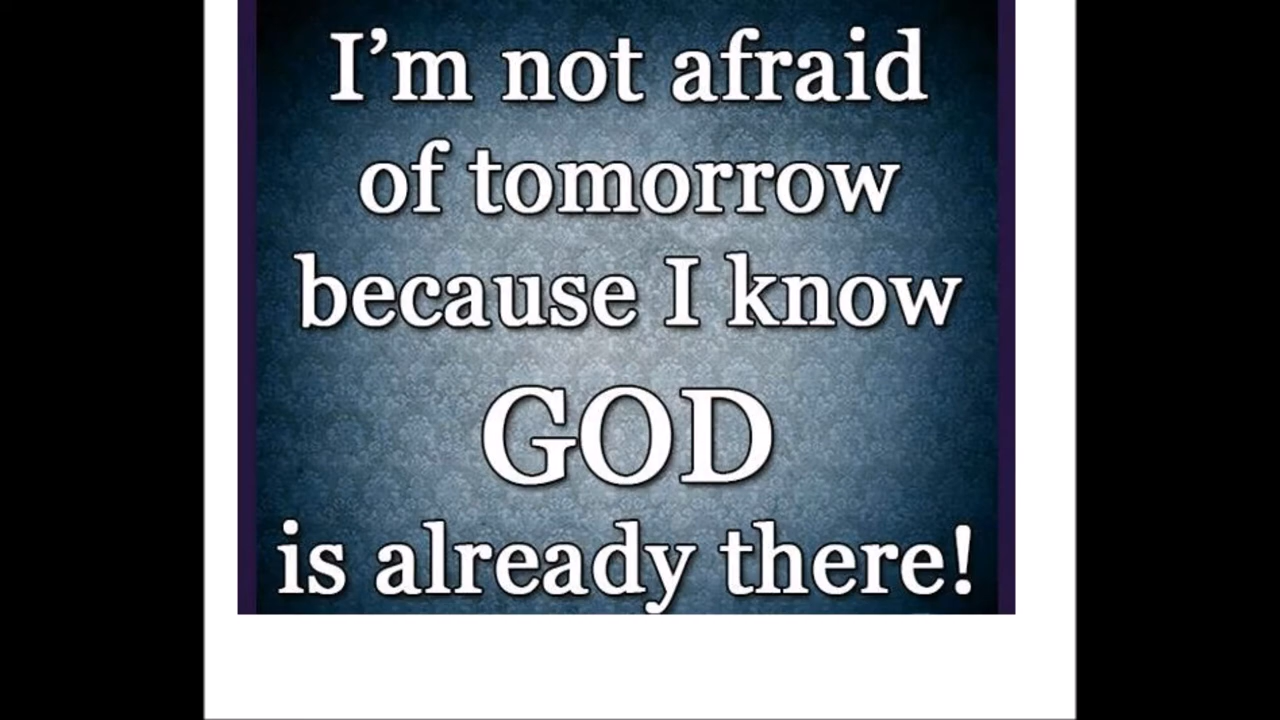 I’m not afraid
of tomorrow
because I know
GOD
is already there!